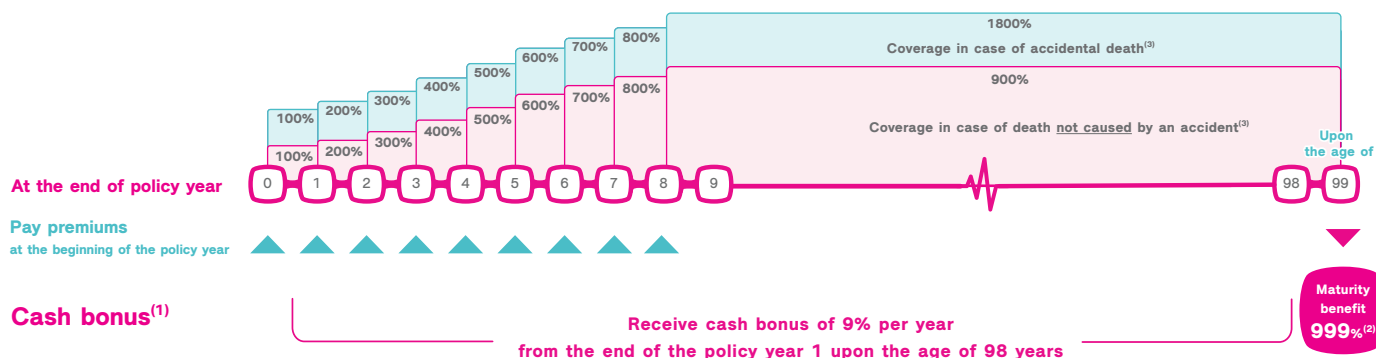 1800%
Coverage in case of accidental death(3)
100%
200%
300%
400%
500%
600%
700%
800%
900%
Coverage in case of death not caused by an accident(3)
100%
200%
300%
400%
500%
600%
700%
800%
Upon
the age of
At the end of policy year
0 1 2 3 4 5 6 7 8 9 98 99
Pay premiums
at the beginning of the policy year
Cash bonus(1)
Receive cash bonus of 9% per year
from the end of the policy year 1 upon the age of 98 years
Maturity
benefit
999%(2)